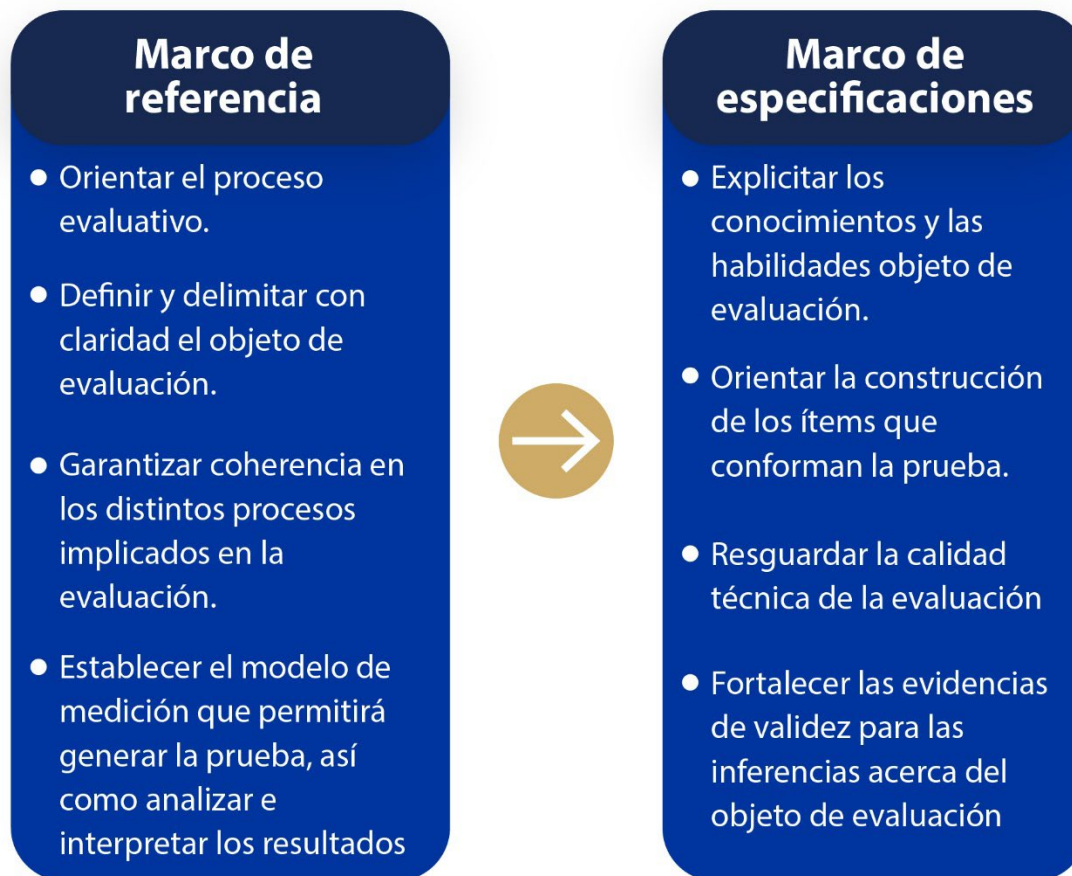 Marco de
referencia
Orientar el proceso
evaluativo.
Definir y delimitar con
claridad el objeto de
evaluación.
Garantizar coherencia en
los distintos procesos
implicados en la
evaluación.
Establecer el modelo de
medición que permitirá
generar la prueba, así
como analizar e
interpretar los resultados
Marco de
especificaciones
Explicitar los
conocimientos y las
habilidades objeto de
evaluación.
Orientar la construcción
de los ítems que
conforman la prueba.
Resguardar la calidad
técnica de la evaluación
Fortalecer las evidencias
de validez para las
inferencias acerca del
objeto de evaluación